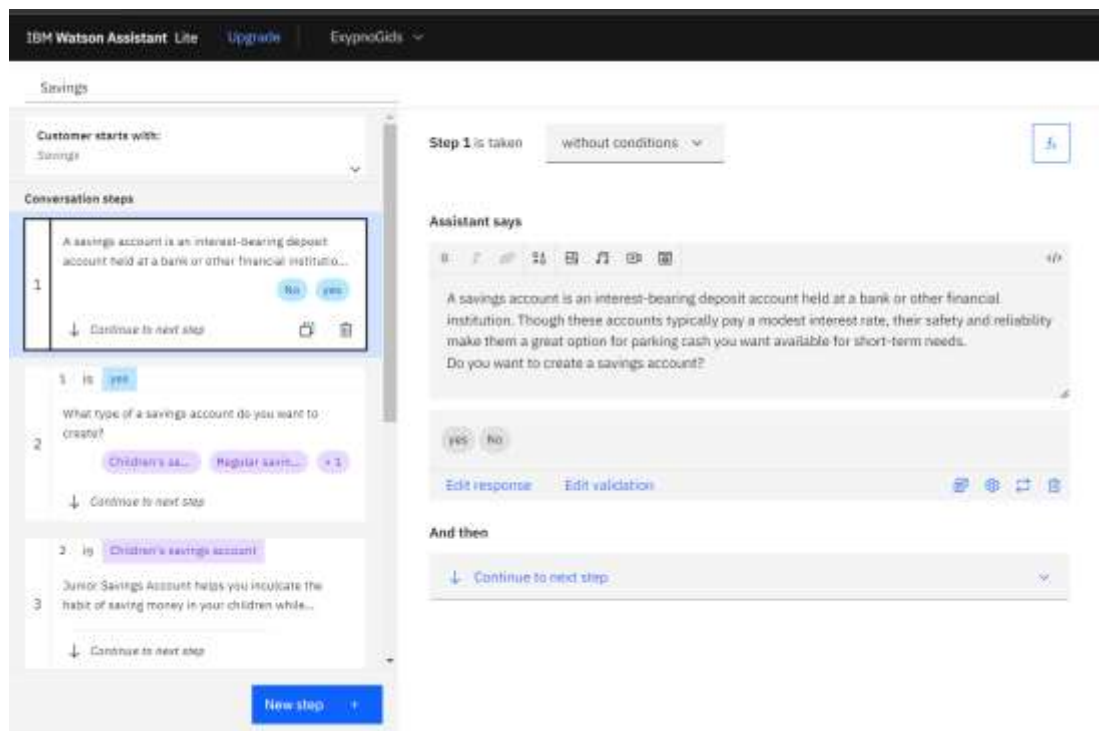 IBM Watson Assistant Lite Upgrade ExypnoGids
Savings
Customer starts with:
Savings
Conversation steps
1
A savings account is an interest-bearing deposit
account held at a bank or other financial institutio...
No yes
Continue to next step
1 is yes
2
What type of a savings account do you want to
create?
Children's sa... Regular savin... + 1
Continue to next step
2 is Children's savings account
3
Junior Savings Account helps you inculcate the
habit of saving money in your children while...
Continue to next step
New step +
Step 1 is taken without conditions
fx
Assistant says
B I </>
A savings account is an interest-bearing deposit account held at a bank or other financial
institution. Though these accounts typically pay a modest interest rate, their safety and reliability
make them a great option for parking cash you want available for short-term needs.
Do you want to create a savings account?
yes No
Edit response Edit validation
And then
Continue to next step